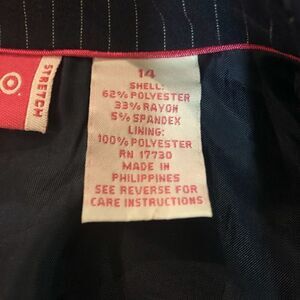 STRETCH
14
SHELL:
62% POLYESTER
33% RAYON
5% SPANDEX
LINING:
100% POLYESTER
RN 17730
MADE IN
PHILIPPINES
SEE REVERSE FOR
CARE INSTRUCTIONS